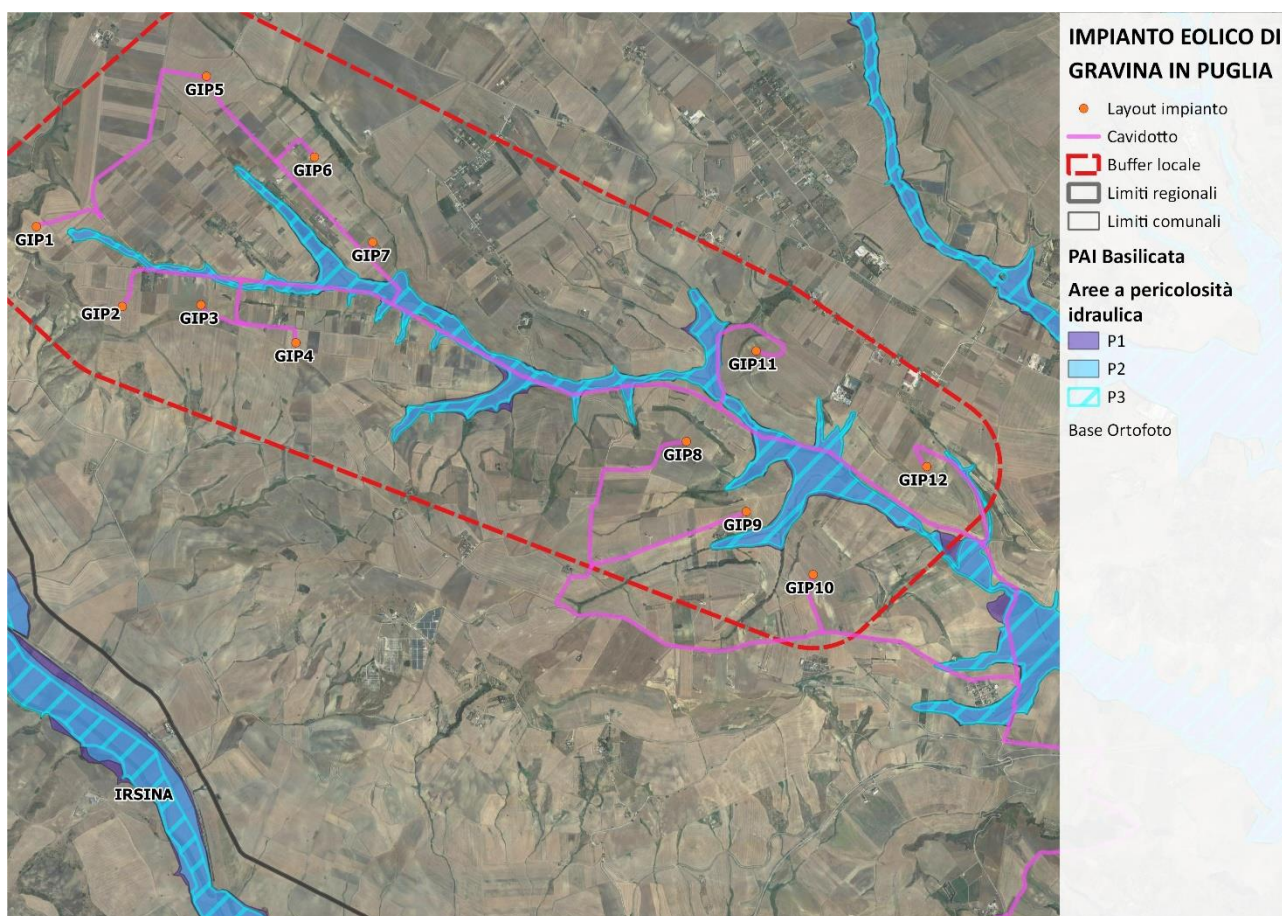 IMPIANTO EOLICO DI
GRAVINA IN PUGLIA
Layout impianto
Cavidotto
Buffer locale
Limiti regionali
Limiti comunali
PAI Basilicata
Aree a pericolosità
idraulica
P1
P2
P3
Base Ortofoto
GIP5
GIP6
GIP1
GIP7
GIP2
GIP3
GIP4
GIP11
GIP8
GIP12
GIP9
GIP10
IRSINA